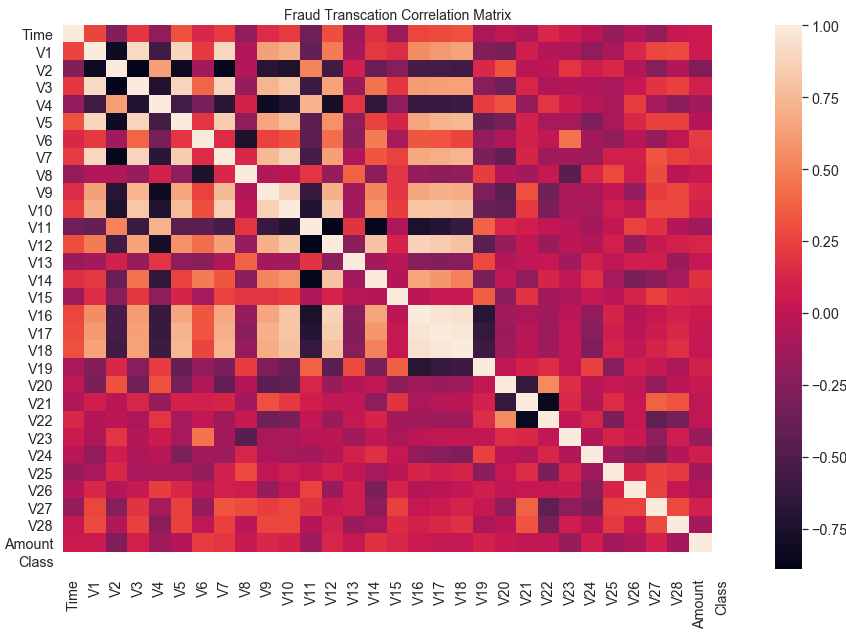 Fraud Transcation Correlation Matrix
Time
V1
V2
V3
V4
V5
V6
V7
V8
V9
V10
V11
V12
V13
V14
V15
V16
V17
V18
V19
V20
V21
V22
V23
V24
V25
V26
V27
V28
Amount
Class
Time
V1
V2
V3
V4
V5
V6
V7
V8
V9
V10
V11
V12
V13
V14
V15
V16
V17
V18
V19
V20
V21
V22
V23
V24
V25
V26
V27
V28
Amount
Class
1.00
0.75
0.50
0.25
0.00
−0.25
−0.50
−0.75